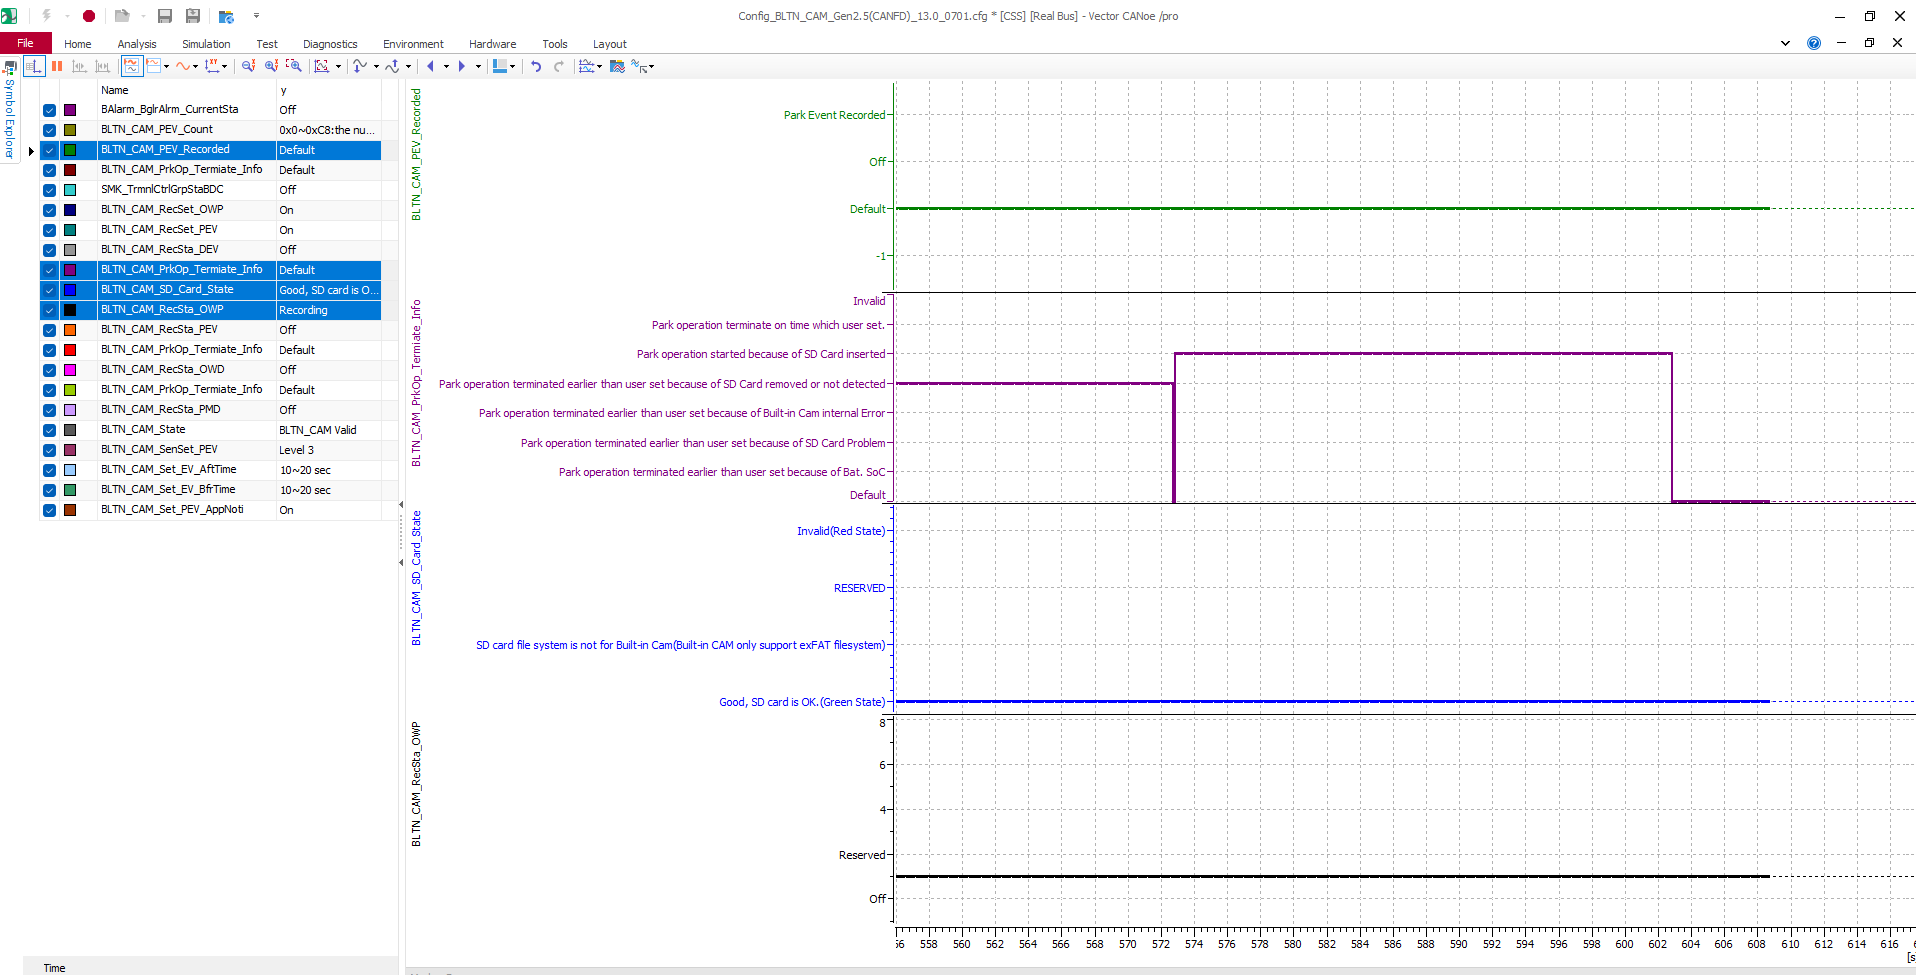 Config_BLTN_CAM_Gen2.5(CANFD)_13.0_0701.cfg * [CSS] [Real Bus] - Vector CANoe /pro
File Home Analysis Simulation Test Diagnostics Environment Hardware Tools Layout
Symbol Explorer
Name y
BAlarm_BglrAlrm_CurrentSta Off
BLTN_CAM_PEV_Count 0x0~0xC8:the nu...
BLTN_CAM_PEV_Recorded Default
BLTN_CAM_PrkOp_Termiate_Info Default
SMK_TrmnlCtrlGrpStaBDC Off
BLTN_CAM_RecSet_OWP On
BLTN_CAM_RecSet_PEV On
BLTN_CAM_RecSta_DEV Off
BLTN_CAM_PrkOp_Termiate_Info Default
BLTN_CAM_SD_Card_State Good, SD card is O...
BLTN_CAM_RecSta_OWP Recording
BLTN_CAM_RecSta_PEV Off
BLTN_CAM_PrkOp_Termiate_Info Default
BLTN_CAM_RecSta_OWD Off
BLTN_CAM_PrkOp_Termiate_Info Default
BLTN_CAM_RecSta_PMD Off
BLTN_CAM_State BLTN_CAM Valid
BLTN_CAM_SenSet_PEV Level 3
BLTN_CAM_Set_EV_AftTime 10~20 sec
BLTN_CAM_Set_EV_BfrTime 10~20 sec
BLTN_CAM_Set_PEV_AppNoti On
Time
BLTN_CAM_PEV_Recorded
Park Event Recorded
Off
Default
-1
BLTN_CAM_PrkOp_Termiate_Info
Invalid
Park operation terminate on time which user set.
Park operation started because of SD Card inserted
Park operation terminated earlier than user set because of SD Card removed or not detected
Park operation terminated earlier than user set because of Built-in Cam internal Error
Park operation terminated earlier than user set because of SD Card Problem
Park operation terminated earlier than user set because of Bat. SoC
Default
BLTN_CAM_SD_Card_State
Invalid(Red State)
RESERVED
SD card file system is not for Built-in Cam(Built-in CAM only support exFAT filesystem)
Good, SD card is OK.(Green State)
BLTN_CAM_RecSta_OWP
8
6
4
Reserved
Off
56 558 560 562 564 566 568 570 572 574 576 578 580 582 584 586 588 590 592 594 596 598 600 602 604 606 608 610 612 614 616
[s